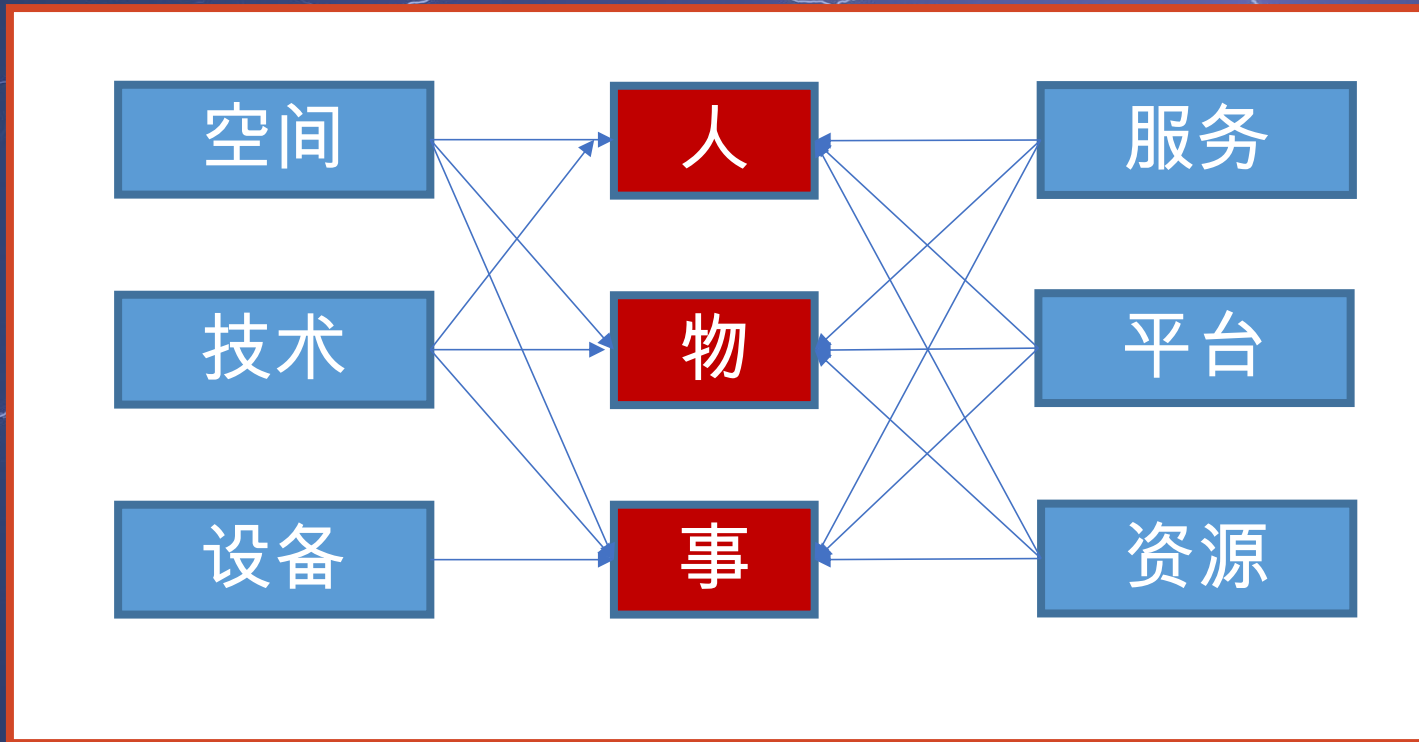 空间
人
服务
技术
物
平台
设备
事
资源